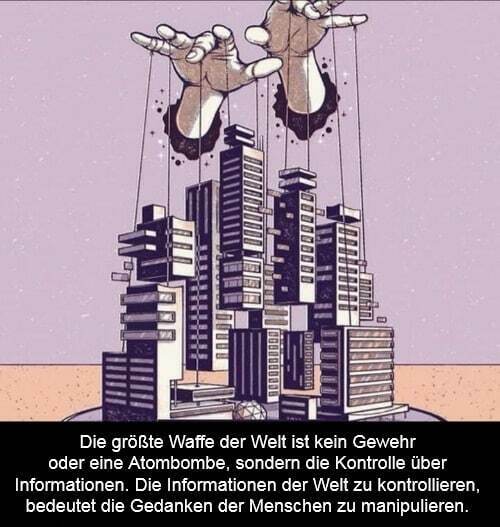 Die größte Waffe der Welt ist kein Gewehr
oder eine Atombombe, sondern die Kontrolle über
Informationen. Die Informationen der Welt zu kontrollieren,
bedeutet die Gedanken der Menschen zu manipulieren.